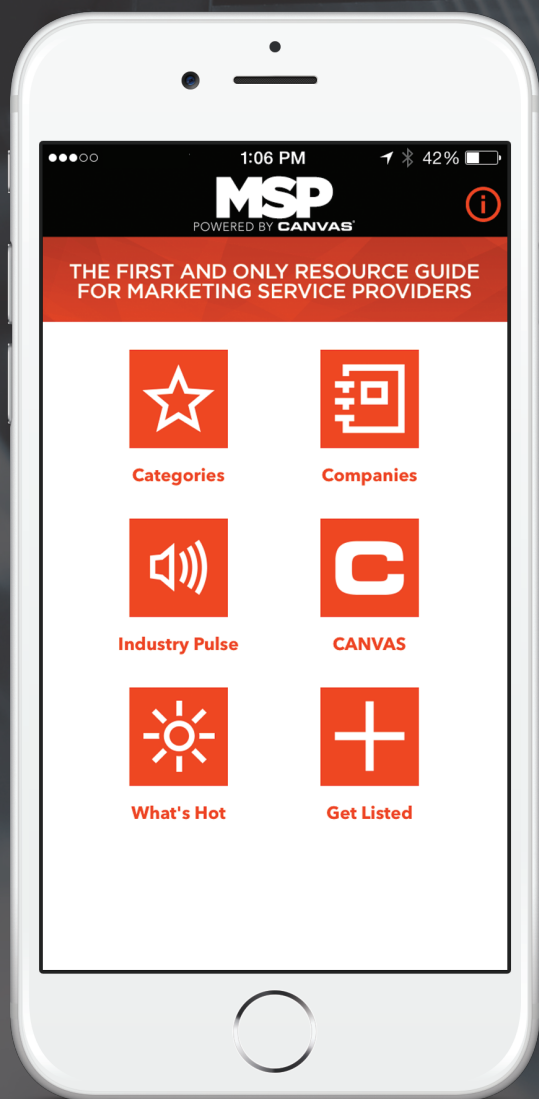 1:06 PM
42%
MSP
POWERED BY CANVAS
THE FIRST AND ONLY RESOURCE GUIDE
FOR MARKETING SERVICE PROVIDERS
Categories
Companies
Industry Pulse
C
CANVAS
What's Hot
Get Listed